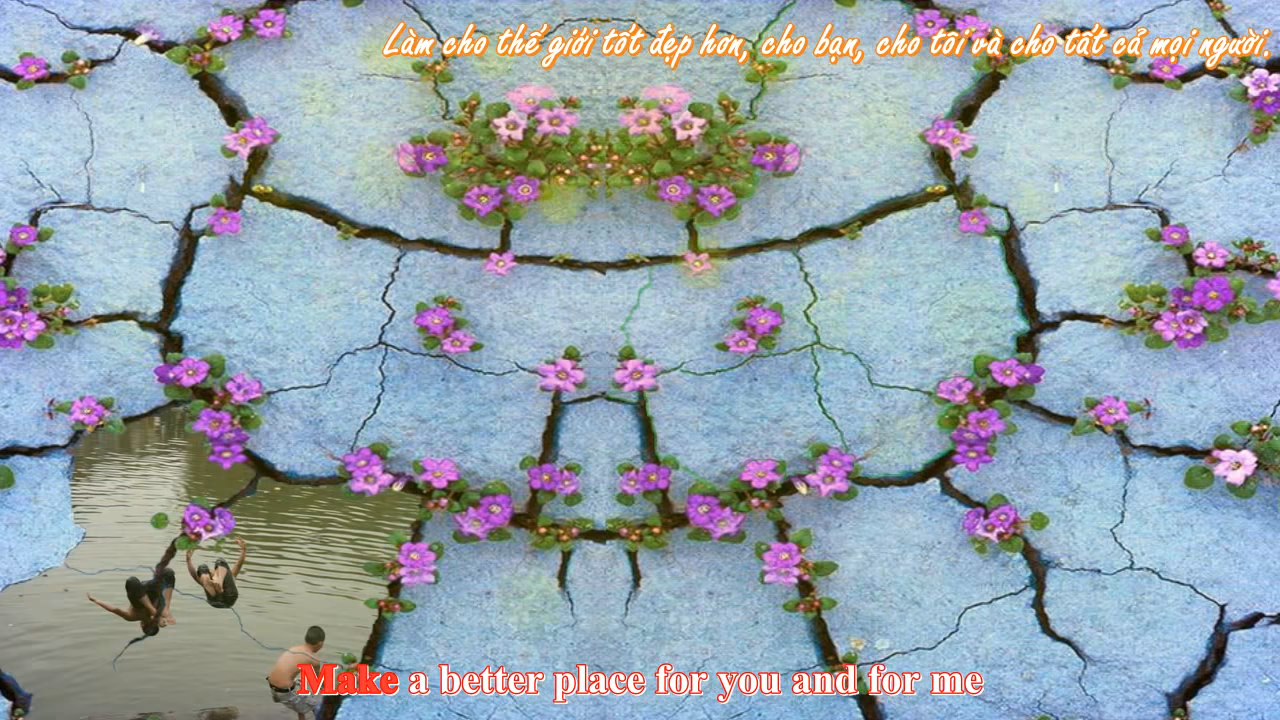 Làm cho thế giới tốt đẹp hơn, cho bạn, cho tôi và cho tất cả mọi người.
Make a better place for you and for me